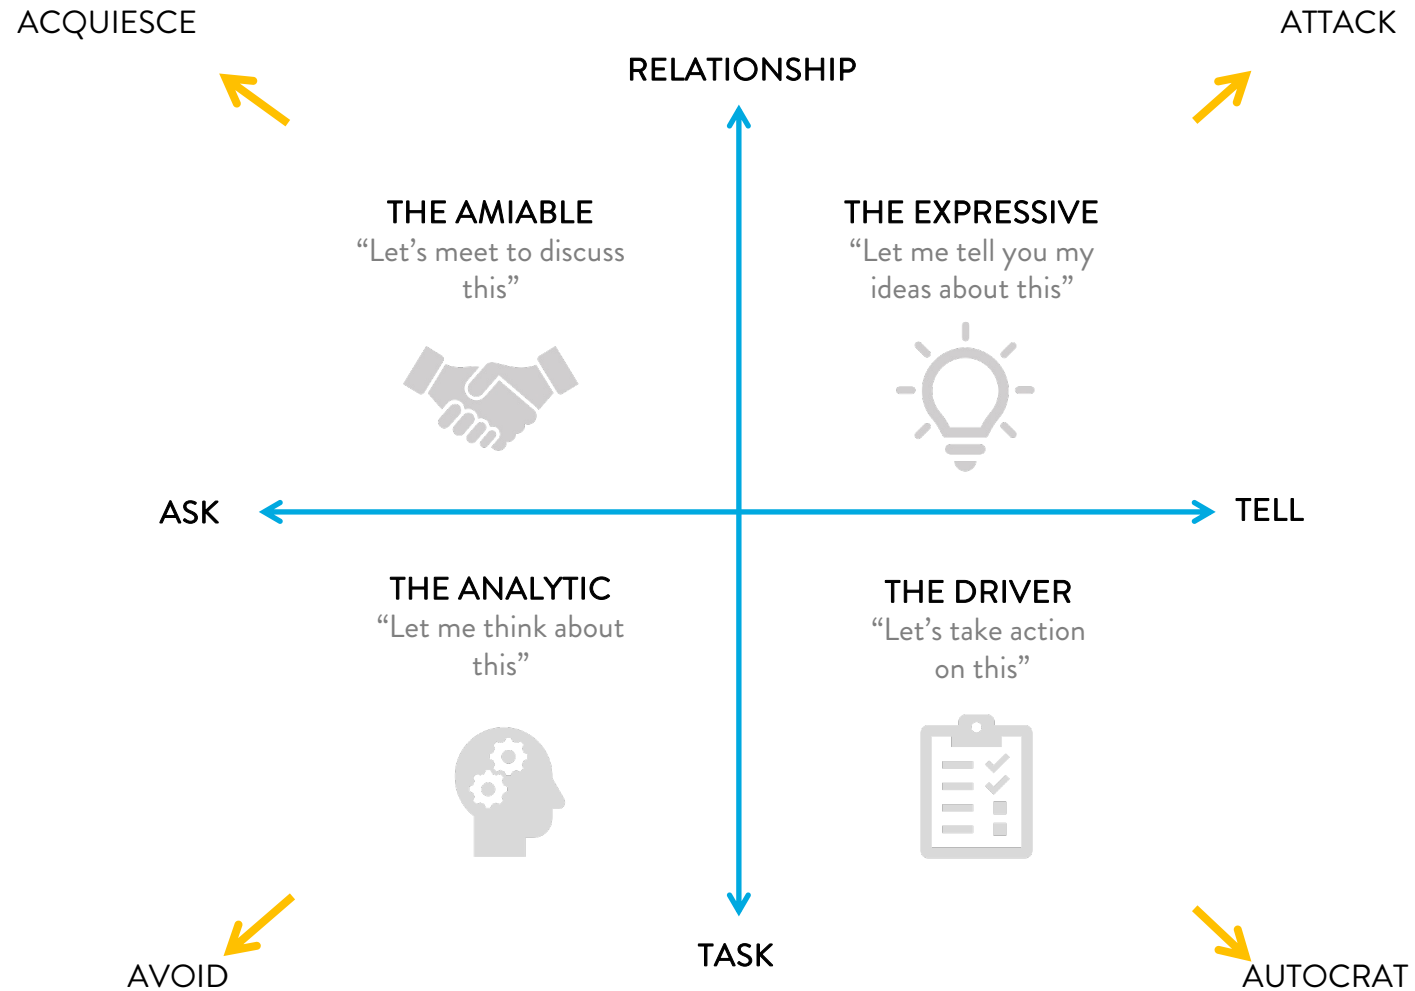 ACQUIESCE
ATTACK
RELATIONSHIP
THE AMIABLE
“Let’s meet to discuss
this”
THE EXPRESSIVE
“Let me tell you my
ideas about this”
ASK
TELL
THE ANALYTIC
“Let me think about
this”
THE DRIVER
“Let’s take action
on this”
TASK
AVOID
AUTOCRAT